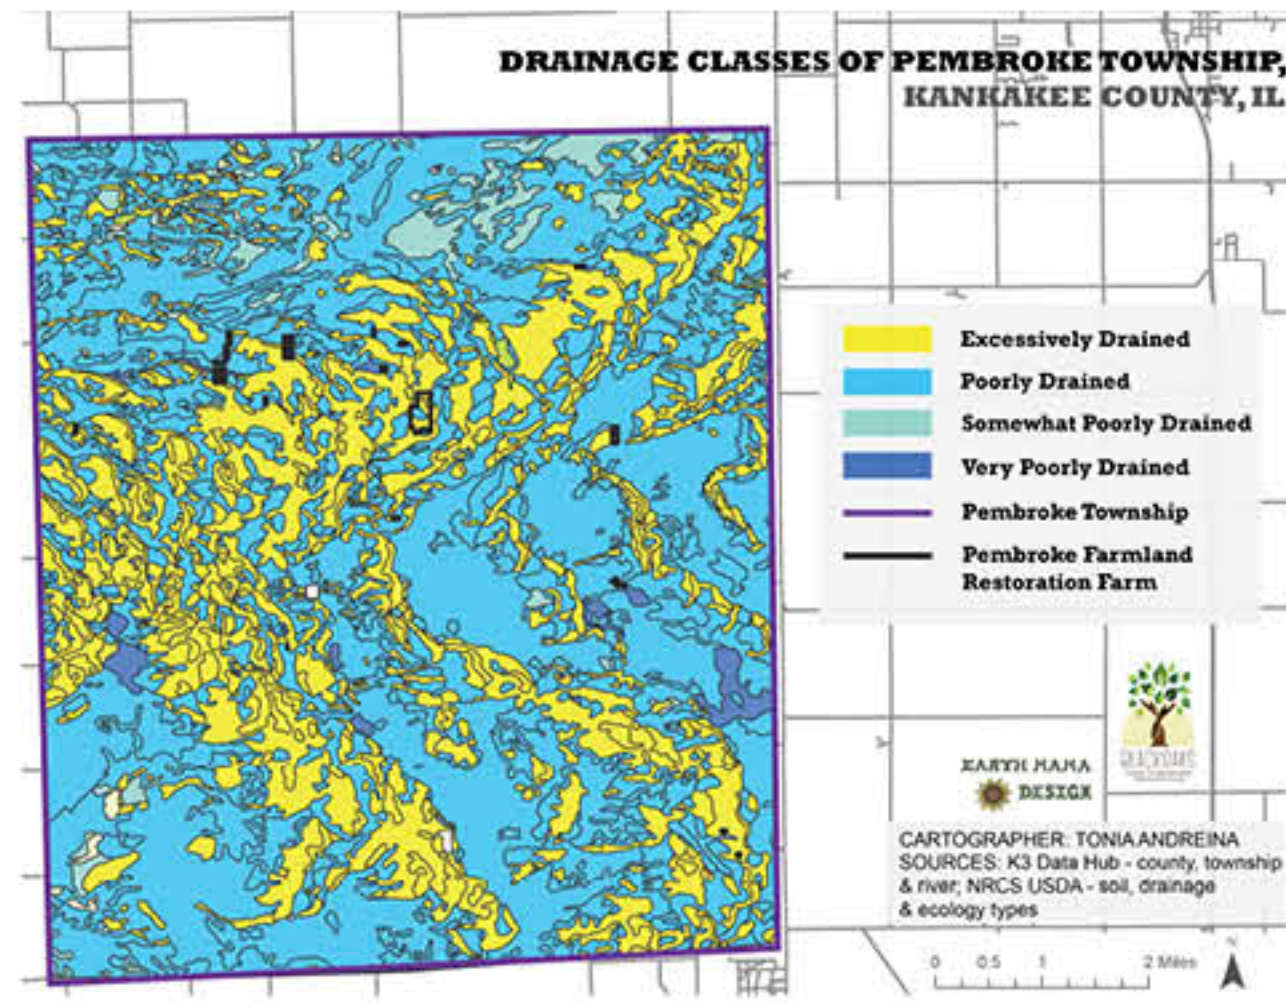 DRAINAGE CLASSES OF PEMBROKE TOWNSHIP,
KANKAKEE COUNTY, IL
Excessively Drained
Poorly Drained
Somewhat Poorly Drained
Very Poorly Drained
Pembroke Township
Pembroke Farmland
Restoration Farm
EARTH MAMA
DESIGN
CARTOGRAPHER: TONIA ANDREINA
SOURCES: K3 Data Hub - county, township
& river; NRCS USDA - soil, drainage
& ecology types
0 0.5 1 2 Miles
N